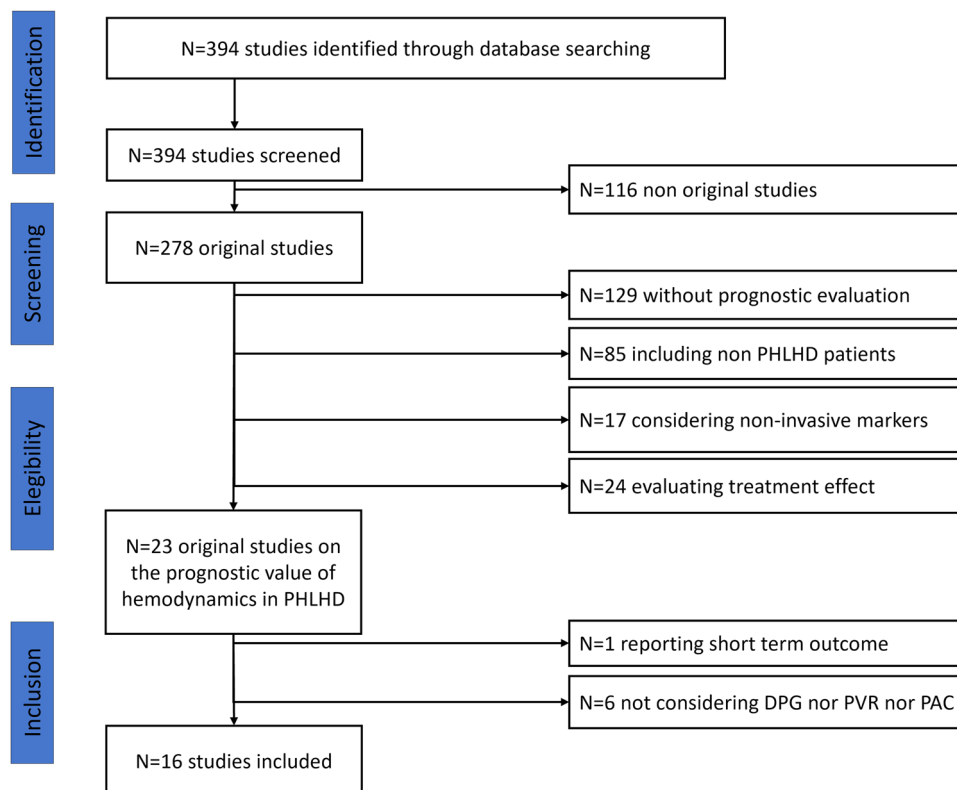 Identification
N=394 studies identified through database searching
N=394 studies screened
N=116 non original studies
Screening
N=278 original studies
N=129 without prognostic evaluation
N=85 including non PHLHD patients
Elegibility
N=17 considering non-invasive markers
N=24 evaluating treatment effect
N=23 original studies on
the prognostic value of
hemodynamics in PHLHD
Inclusion
N=1 reporting short term outcome
N=6 not considering DPG nor PVR nor PAC
N=16 studies included